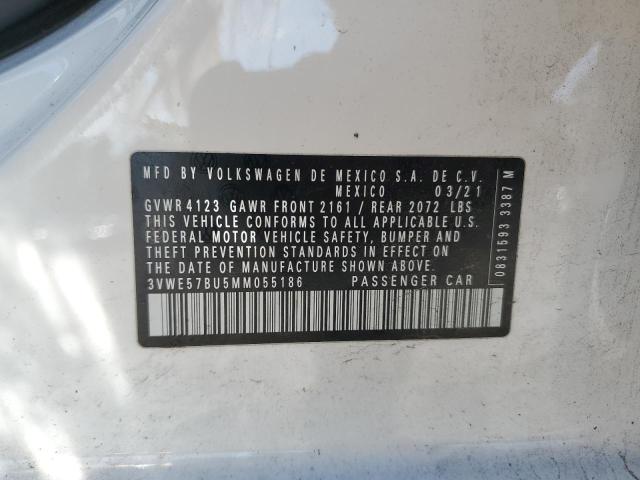 MFD BY VOLKSWAGEN DE MEXICO S.A. DE C.V.
MEXICO 03/21
GVWR 4123 GAWR FRONT 2161 / REAR 2072 LBS
THIS VEHICLE CONFORMS TO ALL APPLICABLE U.S.
FEDERAL MOTOR VEHICLE SAFETY, BUMPER AND
THEFT PREVENTION STANDARDS IN EFFECT ON
THE DATE OF MANUFACTURE SHOWN ABOVE
3VWE57BU5MM055186 PASSENGER CAR
0831593 3387 M